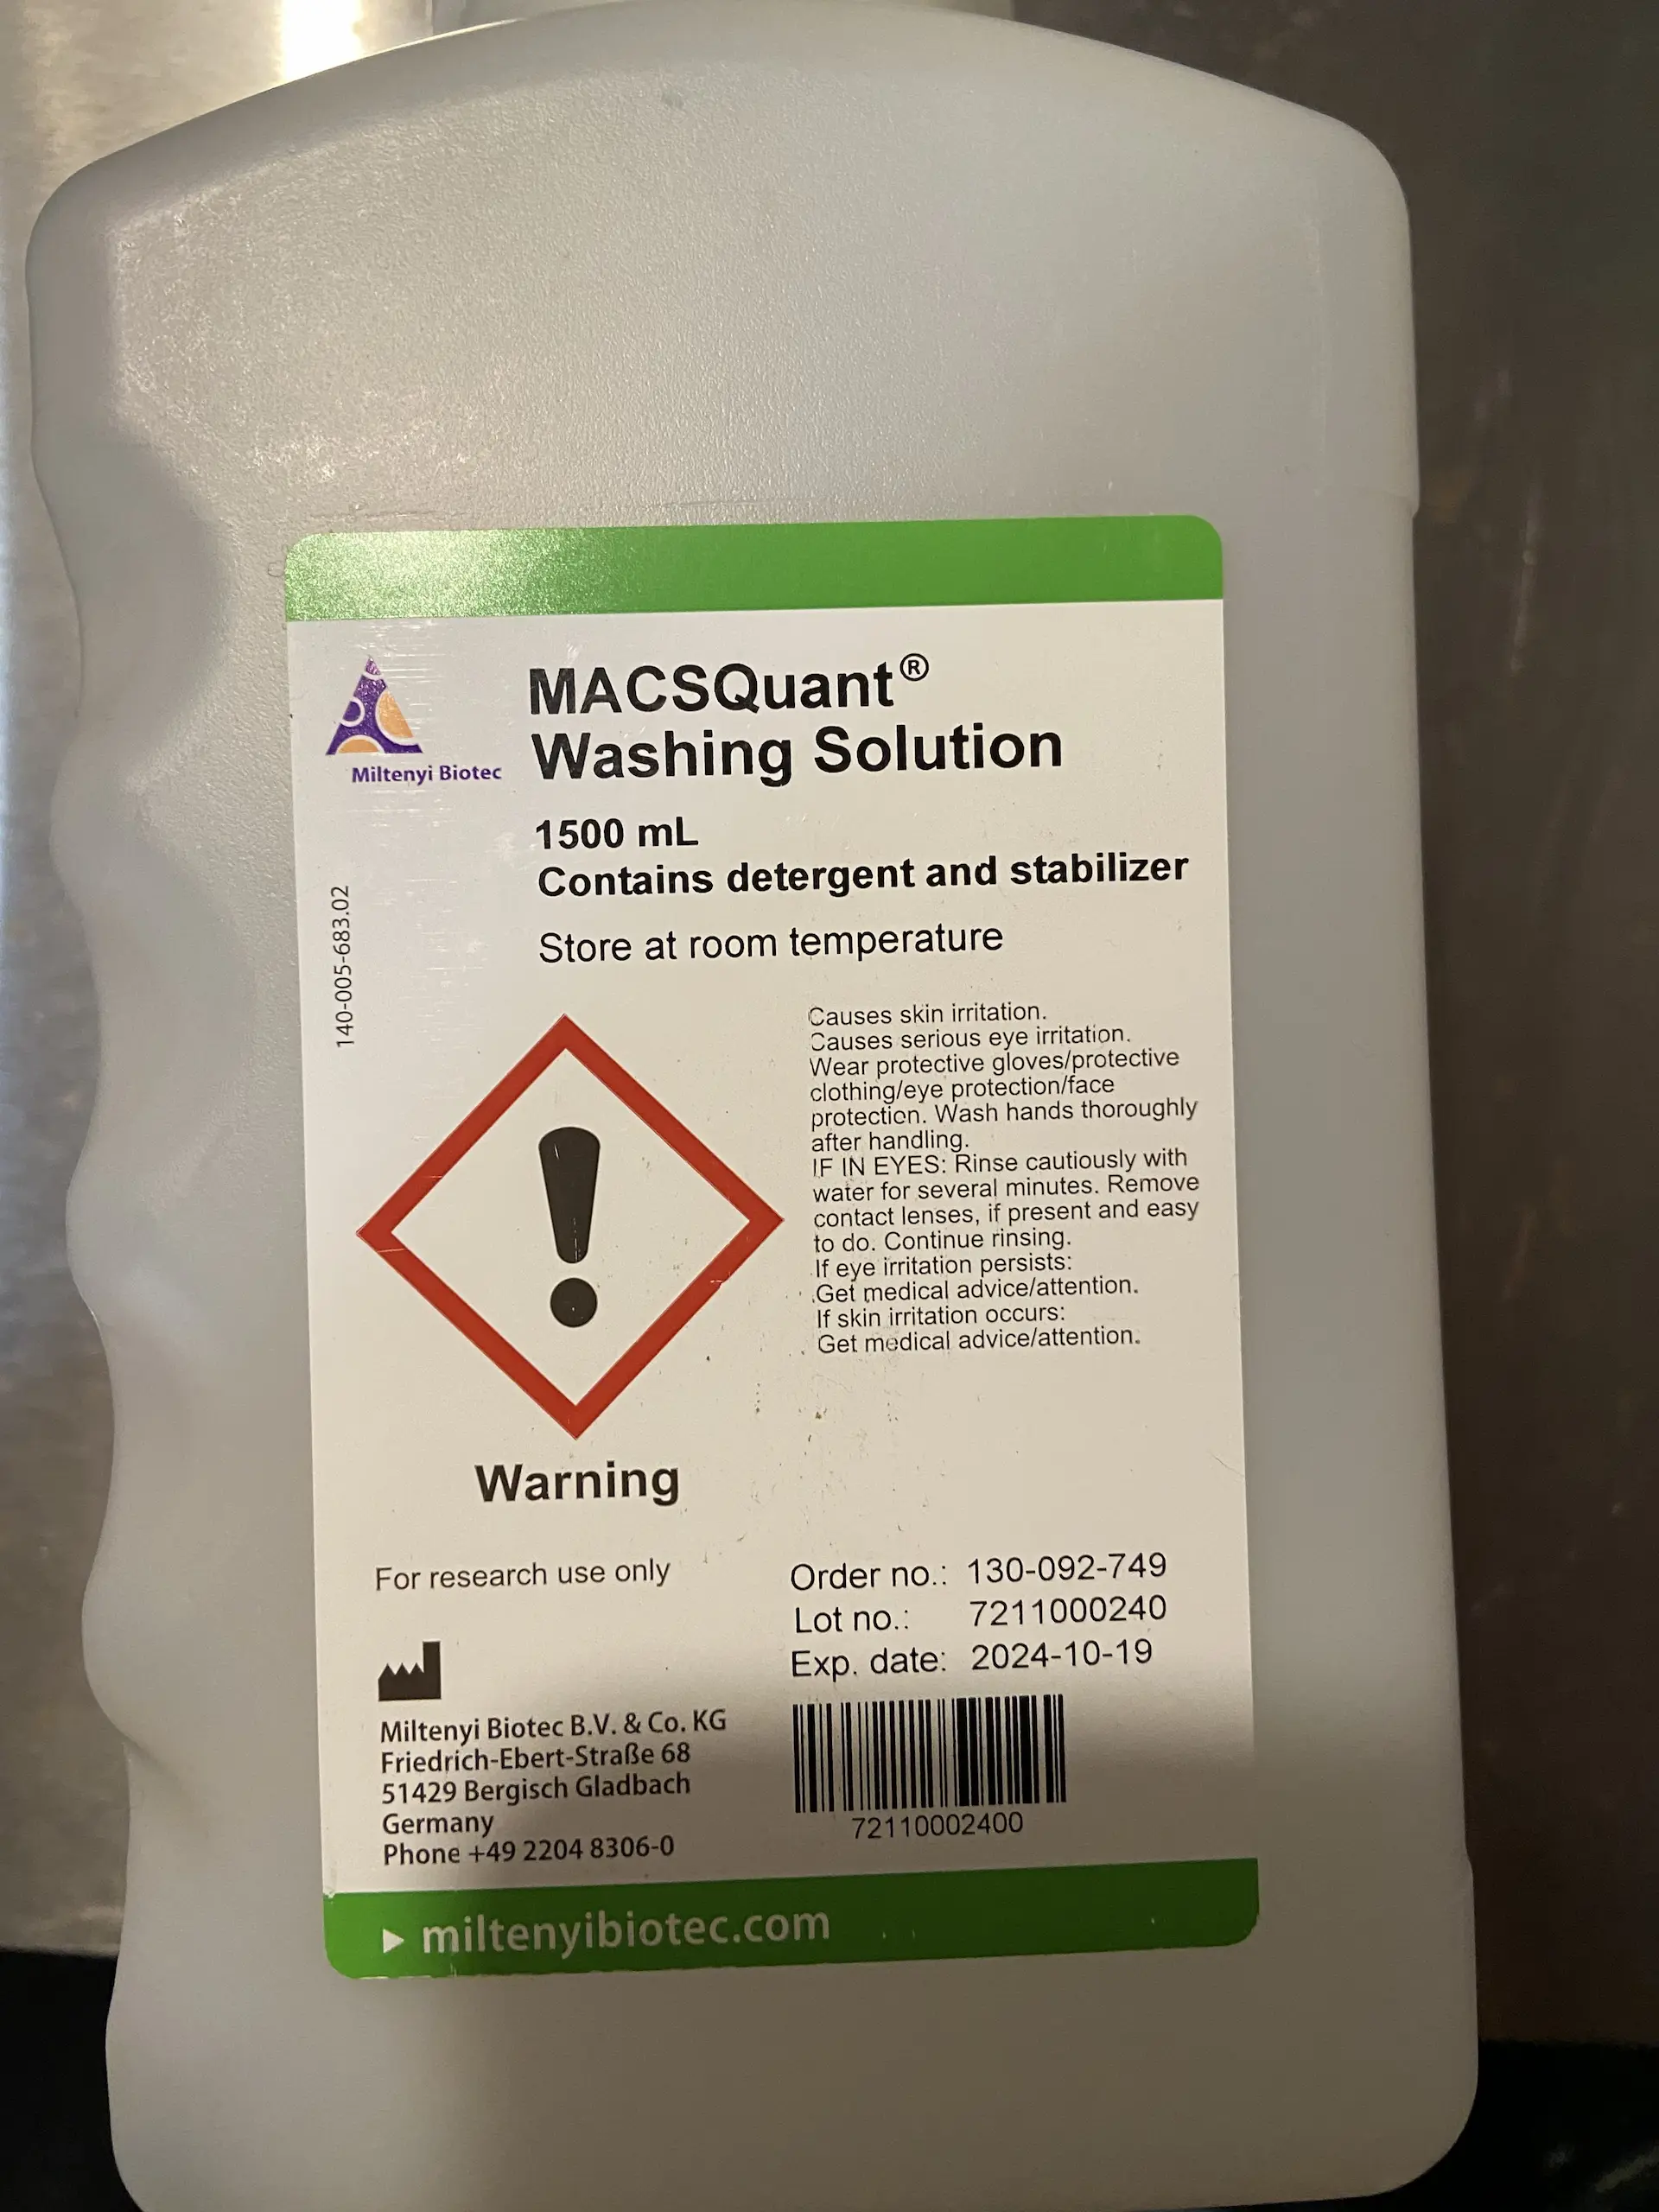 MACSQuant®
Washing Solution
Miltenyi Biotec
1500 mL
Contains detergent and stabilizer
Store at room temperature
140-005-683.02
Causes skin irritation.
Causes serious eye irritation.
Wear protective gloves/protective
clothing/eye protection/face
protection. Wash hands thoroughly
after handling.
IF IN EYES: Rinse cautiously with
water for several minutes. Remove
contact lenses, if present and easy
to do. Continue rinsing.
If eye irritation persists:
Get medical advice/attention.
If skin irritation occurs:
Get medical advice/attention.
Warning
For research use only
Order no.: 130-092-749
Lot no.: 7211000240
Exp. date: 2024-10-19
Miltenyi Biotec B.V. & Co. KG
Friedrich-Ebert-Straße 68
51429 Bergisch Gladbach
Germany
Phone +49 2204 8306-0
72110002400
miltenyibiotec.com